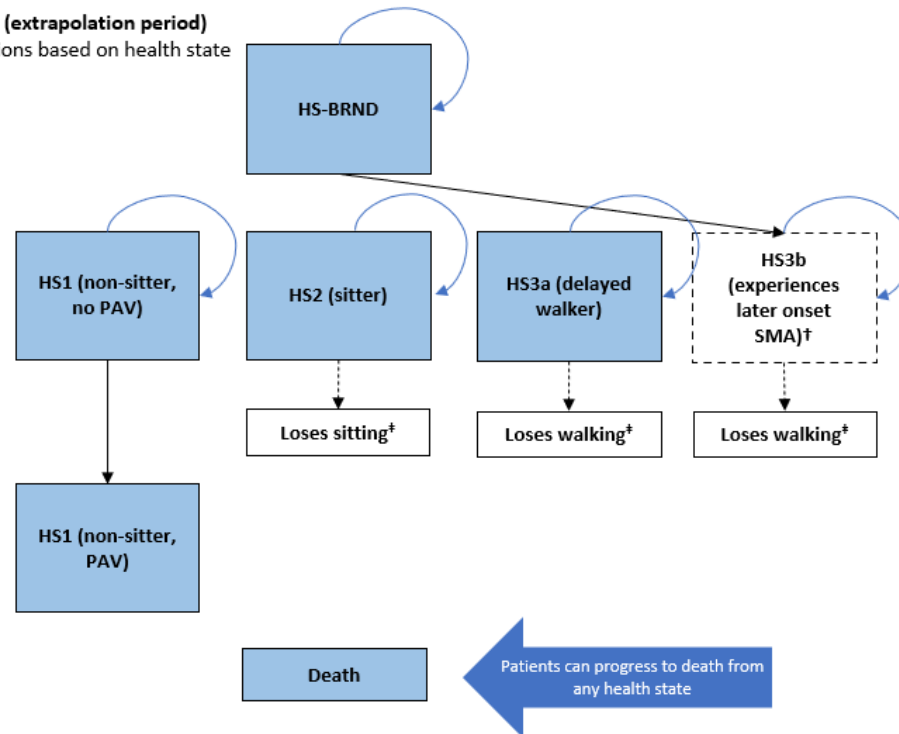 (extrapolation period)
ons based on health state
HS-BRND
HS1 (non-sitter,
no PAV)
HS2 (sitter)
HS3a (delayed
walker)
HS3b
(experiences
later onset
SMA)†
Loses sitting‡
Loses walking‡
Loses walking‡
HS1 (non-sitter,
PAV)
Death
Patients can progress to death from
any health state